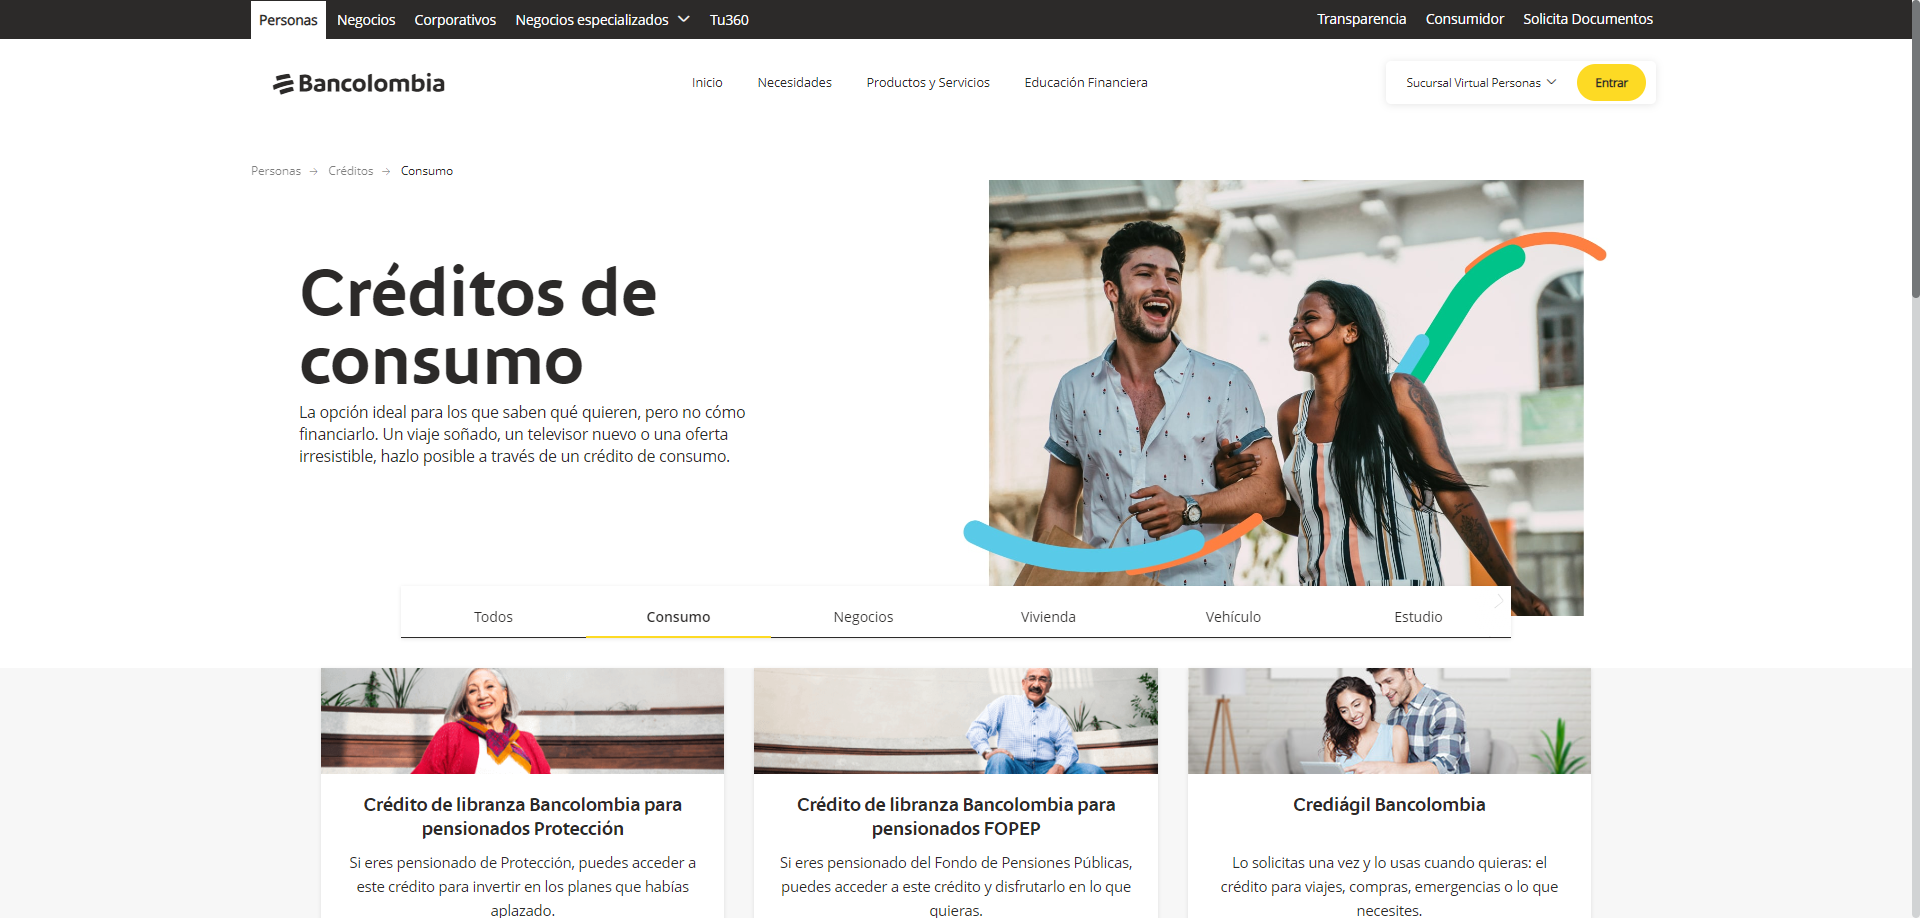 Personas Negocios Corporativos Negocios especializados Tu360 Transparencia Consumidor Solicita Documentos
Bancolombia Inicio Necesidades Productos y Servicios Educación Financiera Sucursal Virtual Personas Entrar
Personas Créditos Consumo
Créditos de
consumo
La opción ideal para los que saben qué quieren, pero no cómo
financiarlo. Un viaje soñado, un televisor nuevo o una oferta
irresistible, hazlo posible a través de un crédito de consumo.
Todos Consumo Negocios Vivienda Vehículo Estudio
Crédito de libranza Bancolombia para
pensionados Protección
Si eres pensionado de Protección, puedes acceder a
este crédito para invertir en los planes que habías
aplazado.
Crédito de libranza Bancolombia para
pensionados FOPEP
Si eres pensionado del Fondo de Pensiones Públicas,
puedes acceder a este crédito y disfrutarlo en lo que
quieras.
Crediágil Bancolombia
Lo solicitas una vez y lo usas cuando quieras: el
crédito para viajes, compras, emergencias o lo que
necesites.